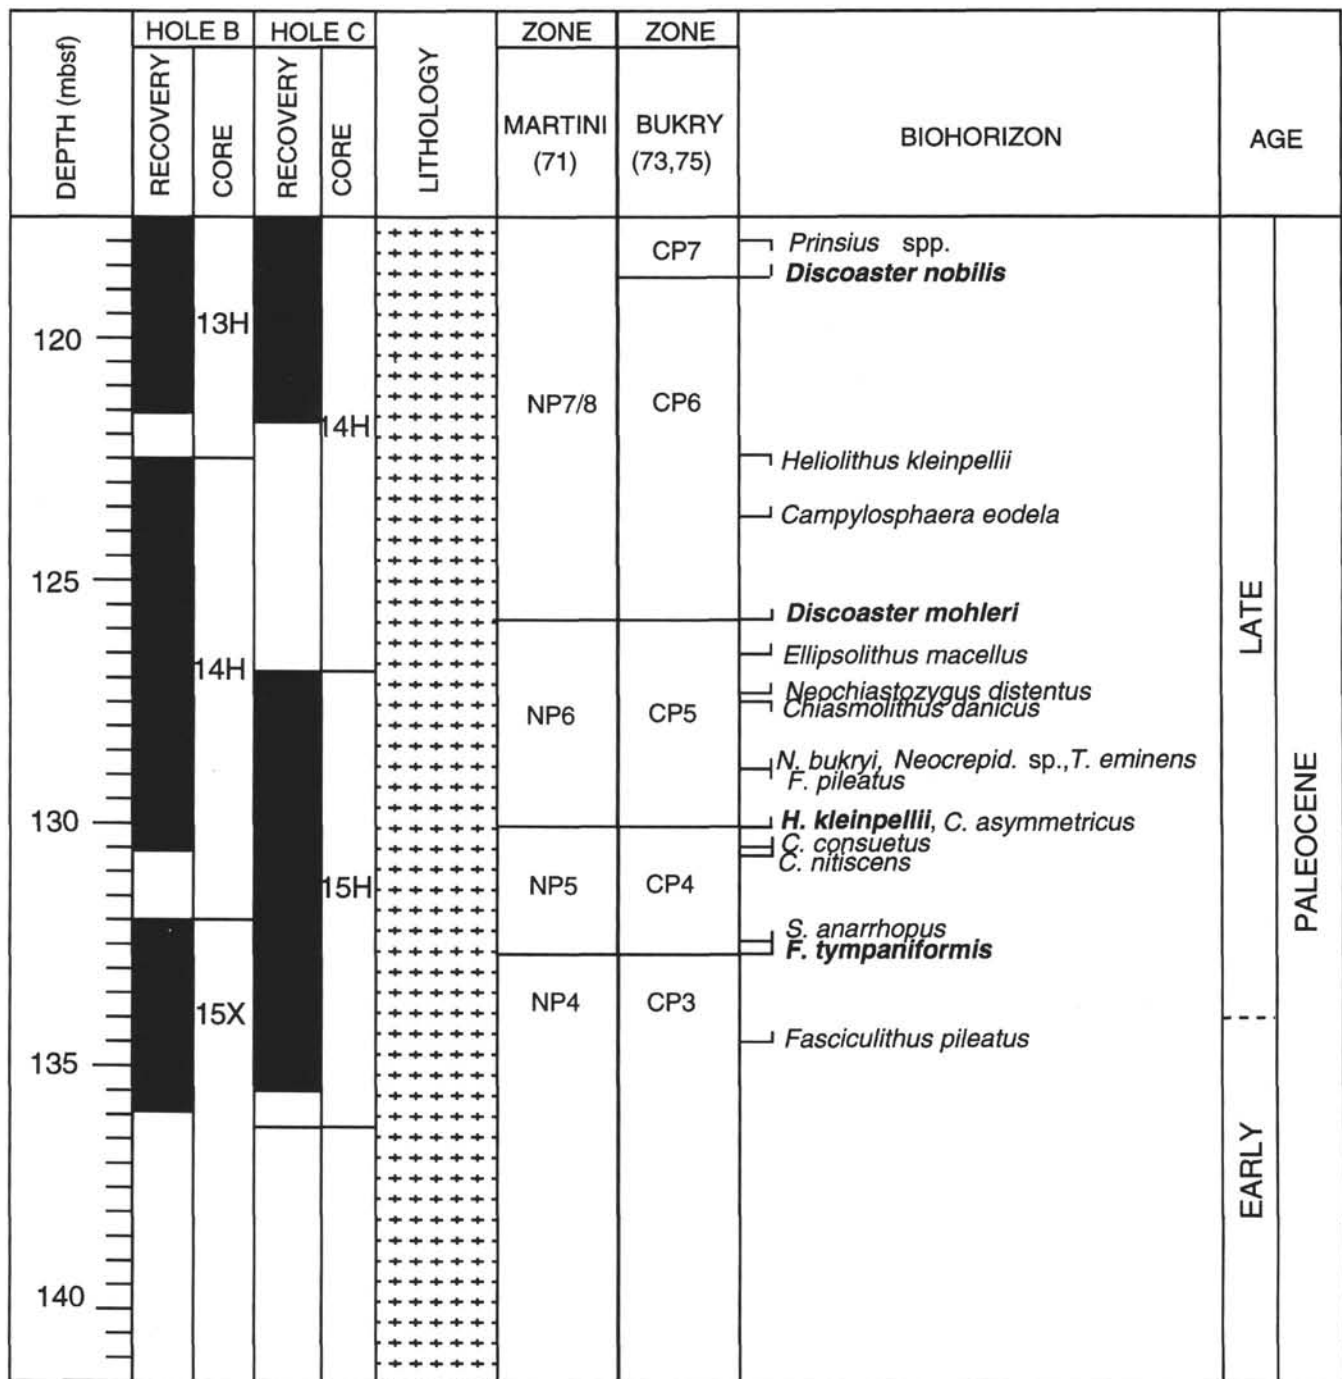 HOLE B HOLE C ZONE ZONE
DEPTH (mbsf) RECOVERY CORE RECOVERY CORE LITHOLOGY MARTINI (71) BUKRY (73,75) BIOHORIZON AGE
CP7 Prinsius spp.
Discoaster nobilis
13H
120
NP7/8 CP6
14H
Heliolithus kleinpellii
Campylosphaera eodela
125
Discoaster mohleri
LATE
Ellipsolithus macellus
14H
Neochiastozygus distentus
Chiasmolithus danicus
NP6 CP5
N. bukryi, Neocrepid. sp.,T. eminens
F. pileatus
130
H. kleinpellii, C. asymmetricus
C. consuetus
C. nitiscens
PALEOCENE
15H NP5 CP4
S. anarrhopus
F. tympaniformis
15X NP4 CP3
Fasciculithus pileatus
135
EARLY
140